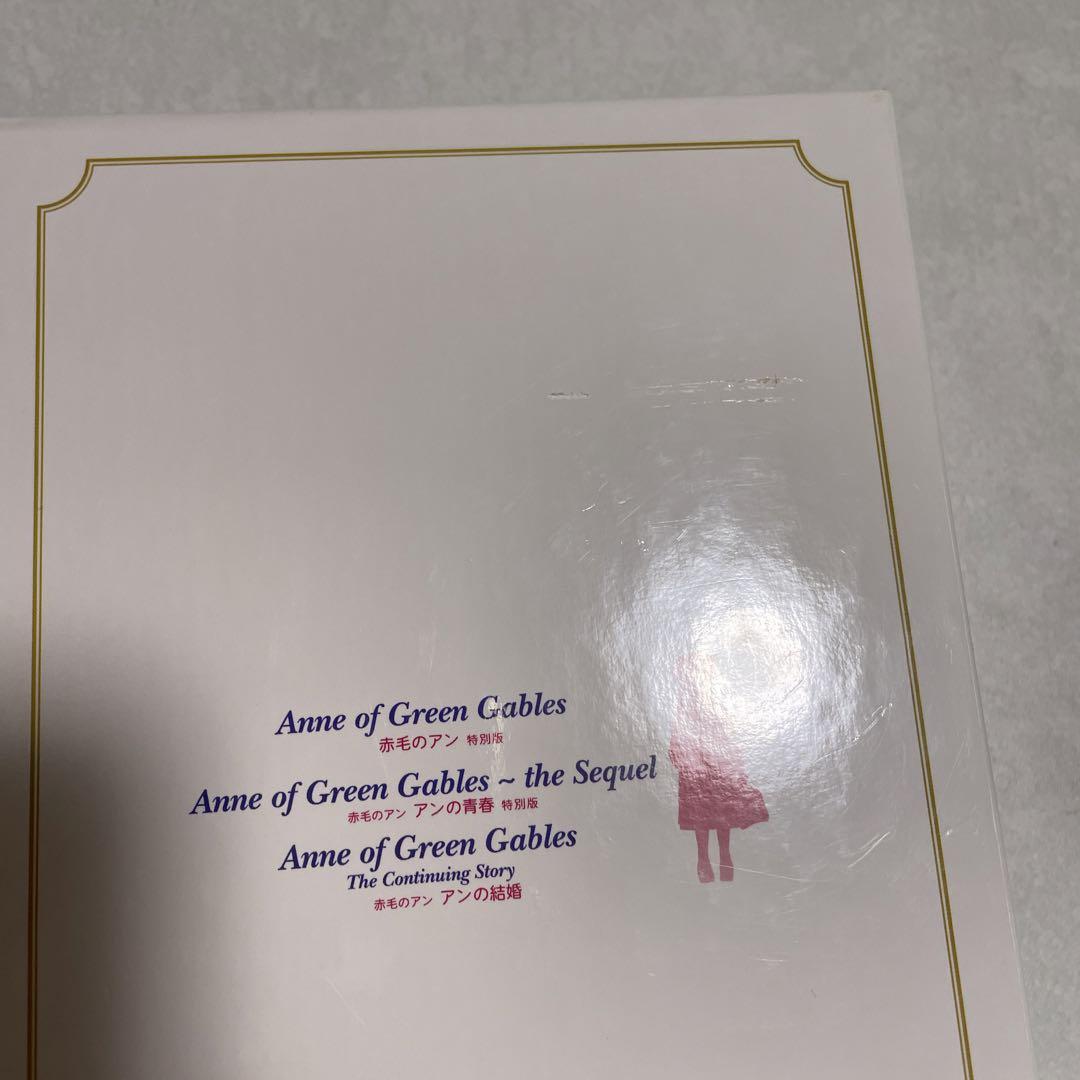 Anne of Green Gables
赤毛のアン 特別版
Anne of Green Gables ~ the Sequel
赤毛のアン アンの青春 特別版
Anne of Green Gables
The Continuing Story
赤毛のアン アンの結婚